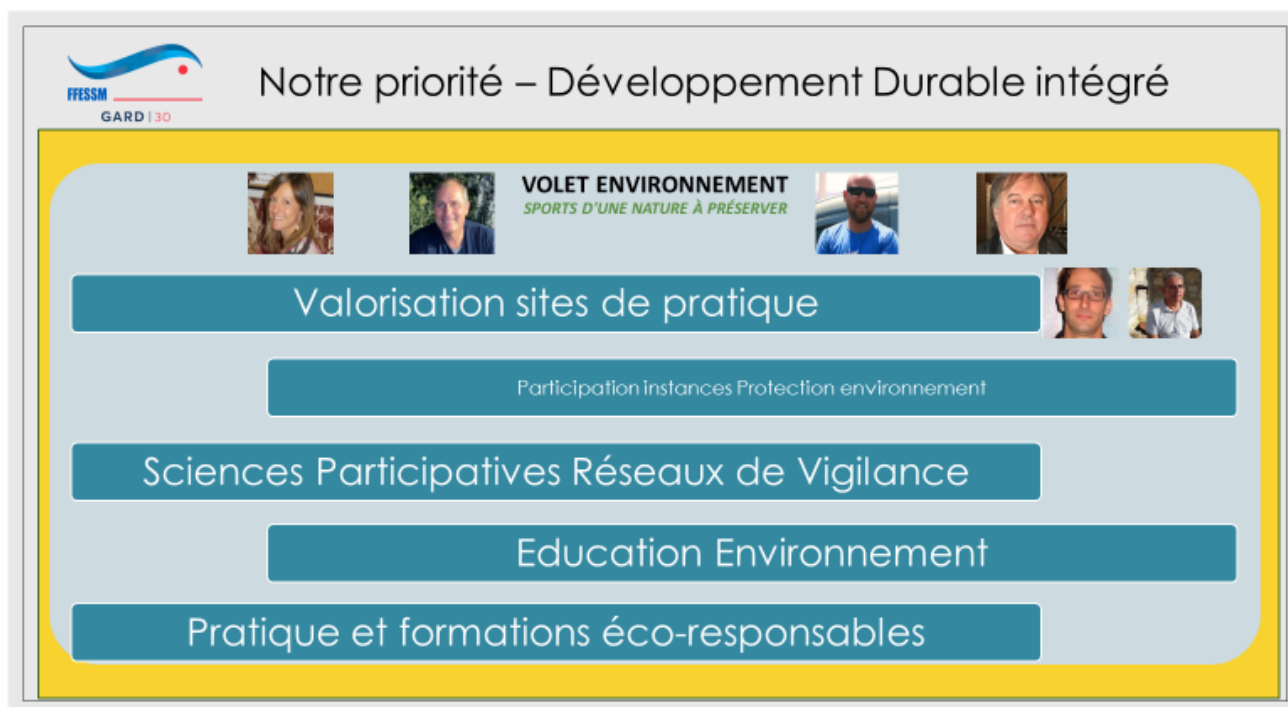 FFESSM
GARD | 30
Notre priorité – Développement Durable intégré
VOLET ENVIRONNEMENT
SPORTS D'UNE NATURE À PRÉSERVER
Valorisation sites de pratique
Participation instances Protection environnement
Sciences Participatives Réseaux de Vigilance
Education Environnement
Pratique et formations éco-responsables